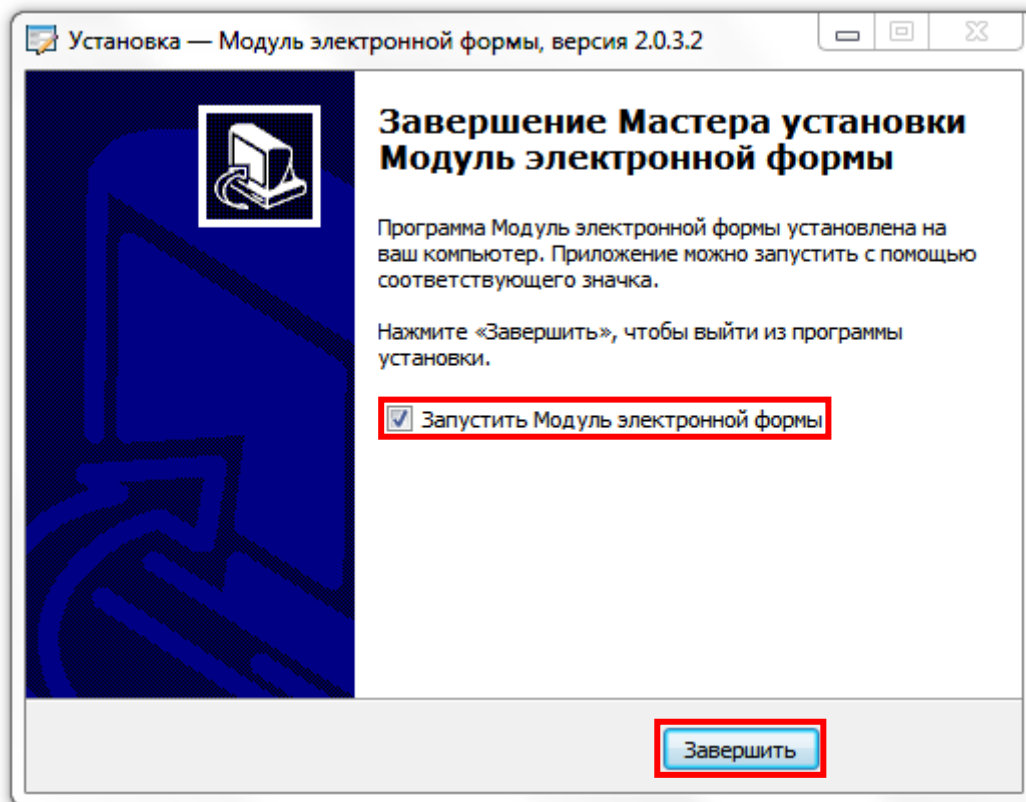 Установка — Модуль электронной формы, версия 2.0.3.2
Завершение Мастера установки
Модуль электронной формы
Программа Модуль электронной формы установлена на
ваш компьютер. Приложение можно запустить с помощью
соответствующего значка.
Нажмите «Завершить», чтобы выйти из программы
установки.
Запустить Модуль электронной формы
Завершить